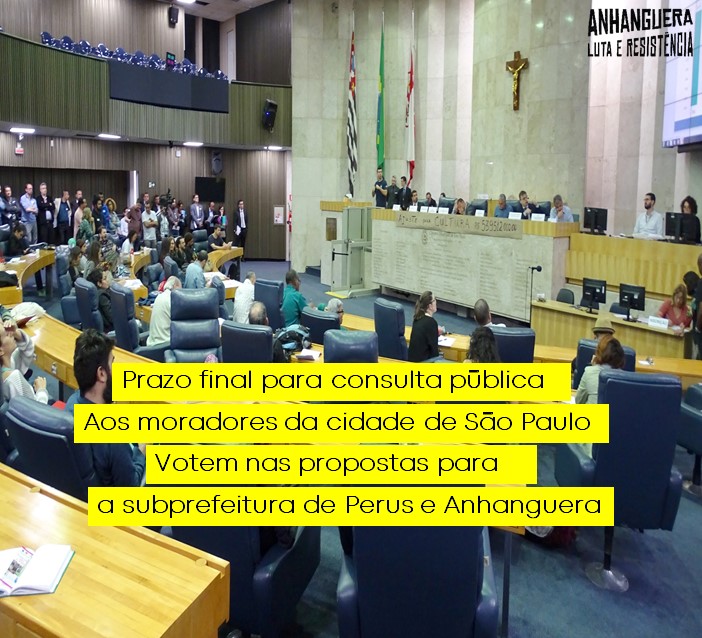 ANHANGUERA
LUTA E RESISTÊNCIA
CULTURA
Prazo final para consulta pūblica
Aos moradores da cidade de São Paulo
Votem nas propostas para
a subprefeitura de Perus e Anhanguera